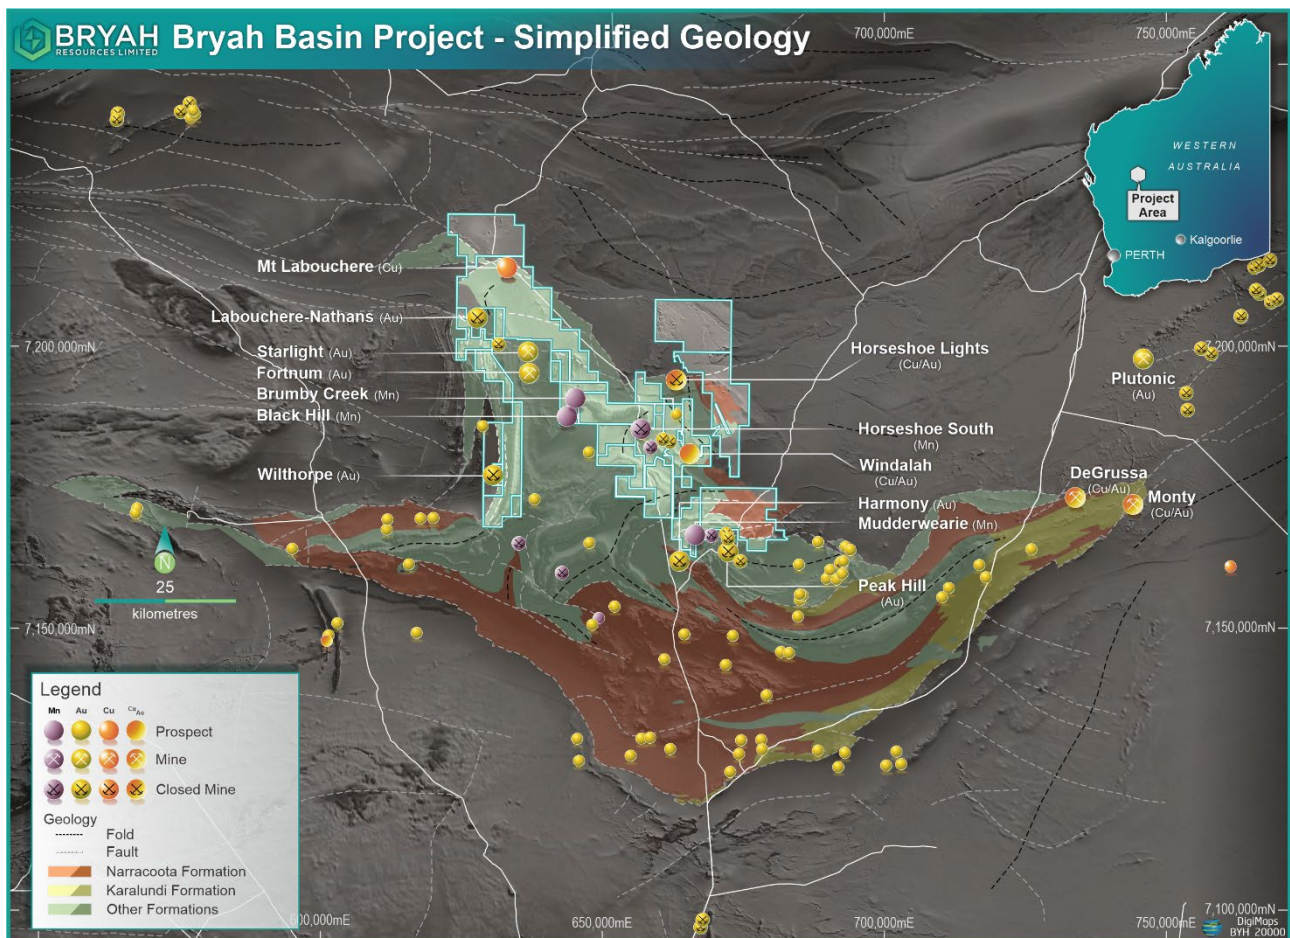 BRYAH
RESOURCES LIMITED
Bryah Basin Project - Simplified Geology
700,000mE
750,000mE
WESTERN
AUSTRALIA
Project
Area
Kalgoorlie
PERTH
Mt Labouchere (Cu)
Labouchere-Nathans (Au)
7,200,000mN
Starlight (Au)
Fortnum (Au)
Brumby Creek (Mn)
Black Hill (Mn)
Wilthorpe (Au)
Horseshoe Lights
(Cu/Au)
7,200,000mN
Plutonic
(Au)
Horseshoe South
(Mn)
Windalah
(Cu/Au)
Harmony (Au)
Mudderwearie (Mn)
DeGrussa
(Cu/Au)
Monty
(Cu/Au)
Peak Hill
(Au)
N
25
kilometres
7,150,000mN
7,150,000mN
Legend
Mn Au Cu Cu/Au
Prospect
Mine
Closed Mine
Geology
Fold
Fault
Narracoota Formation
Karalundi Formation
Other Formations
600,000mE
650,000mE
700,000mE
750,000mE
7,100,000mN
DigiMaps
BYH 20000